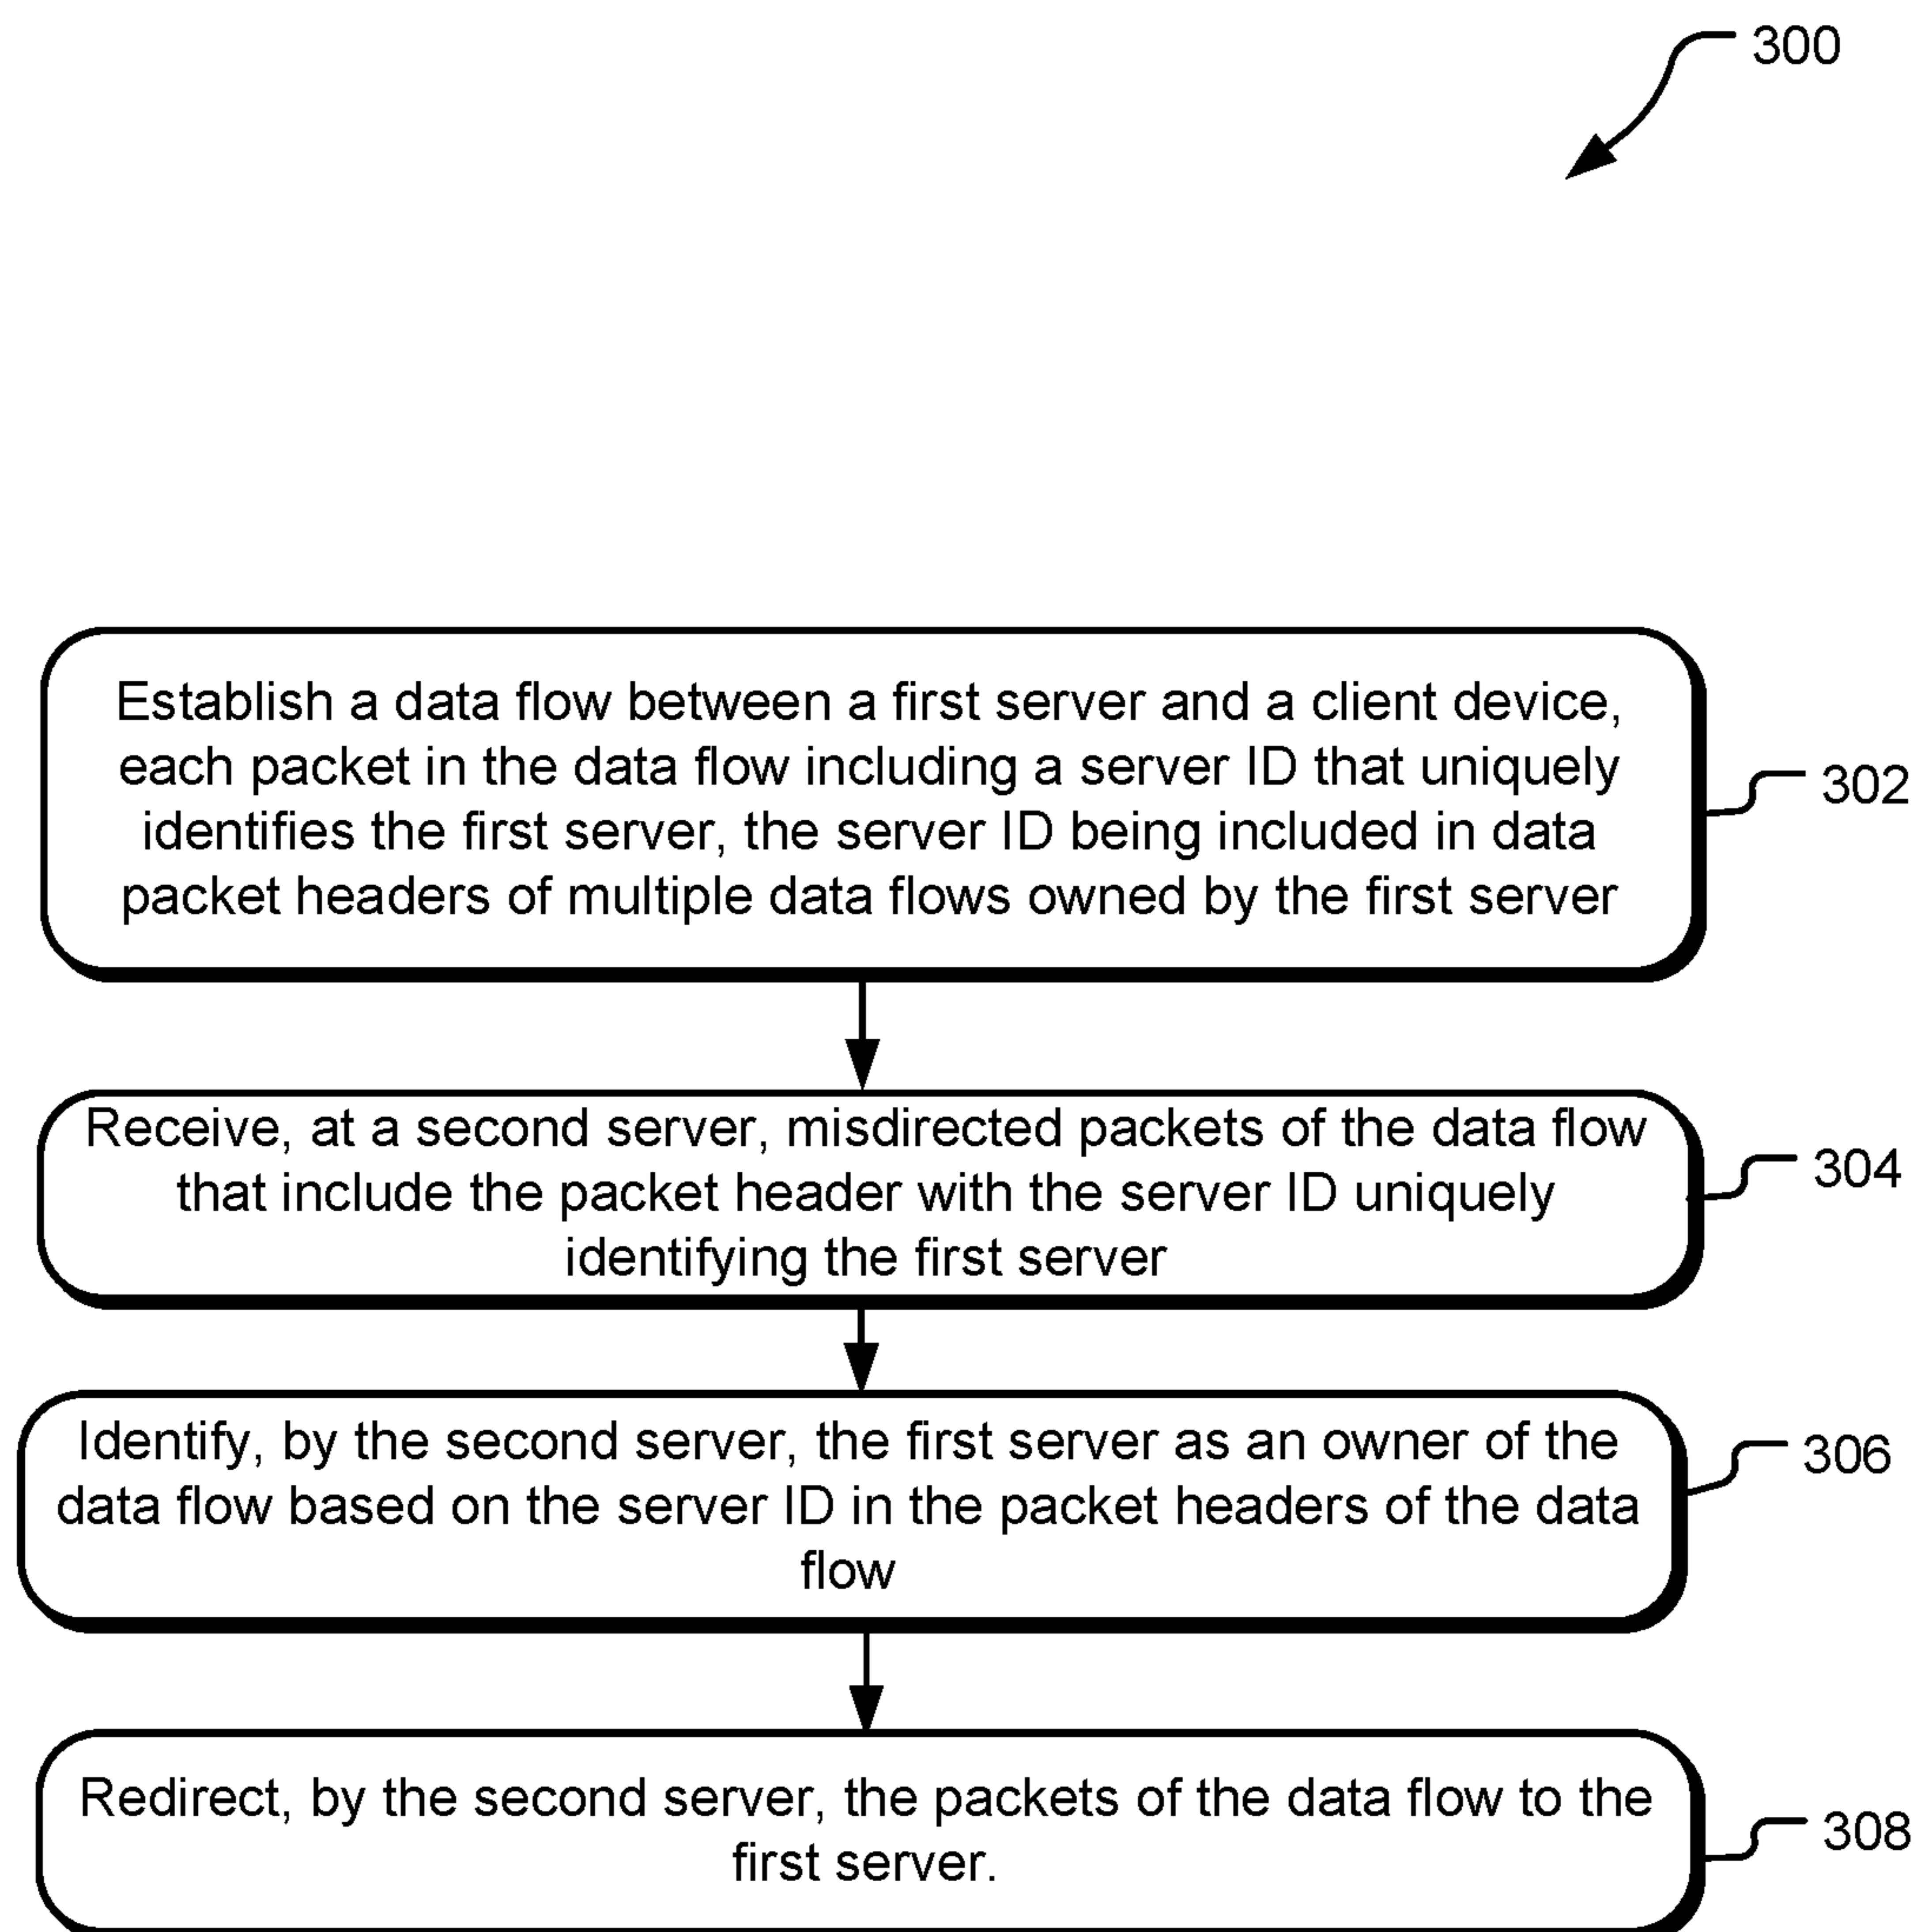 300
Establish a data flow between a first server and a client device,
each packet in the data flow including a server ID that uniquely
identifies the first server, the server ID being included in data
packet headers of multiple data flows owned by the first server
302
Receive, at a second server, misdirected packets of the data flow
that include the packet header with the server ID uniquely
identifying the first server
304
Identify, by the second server, the first server as an owner of the
data flow based on the server ID in the packet headers of the data
flow
306
Redirect, by the second server, the packets of the data flow to the
first server.
308